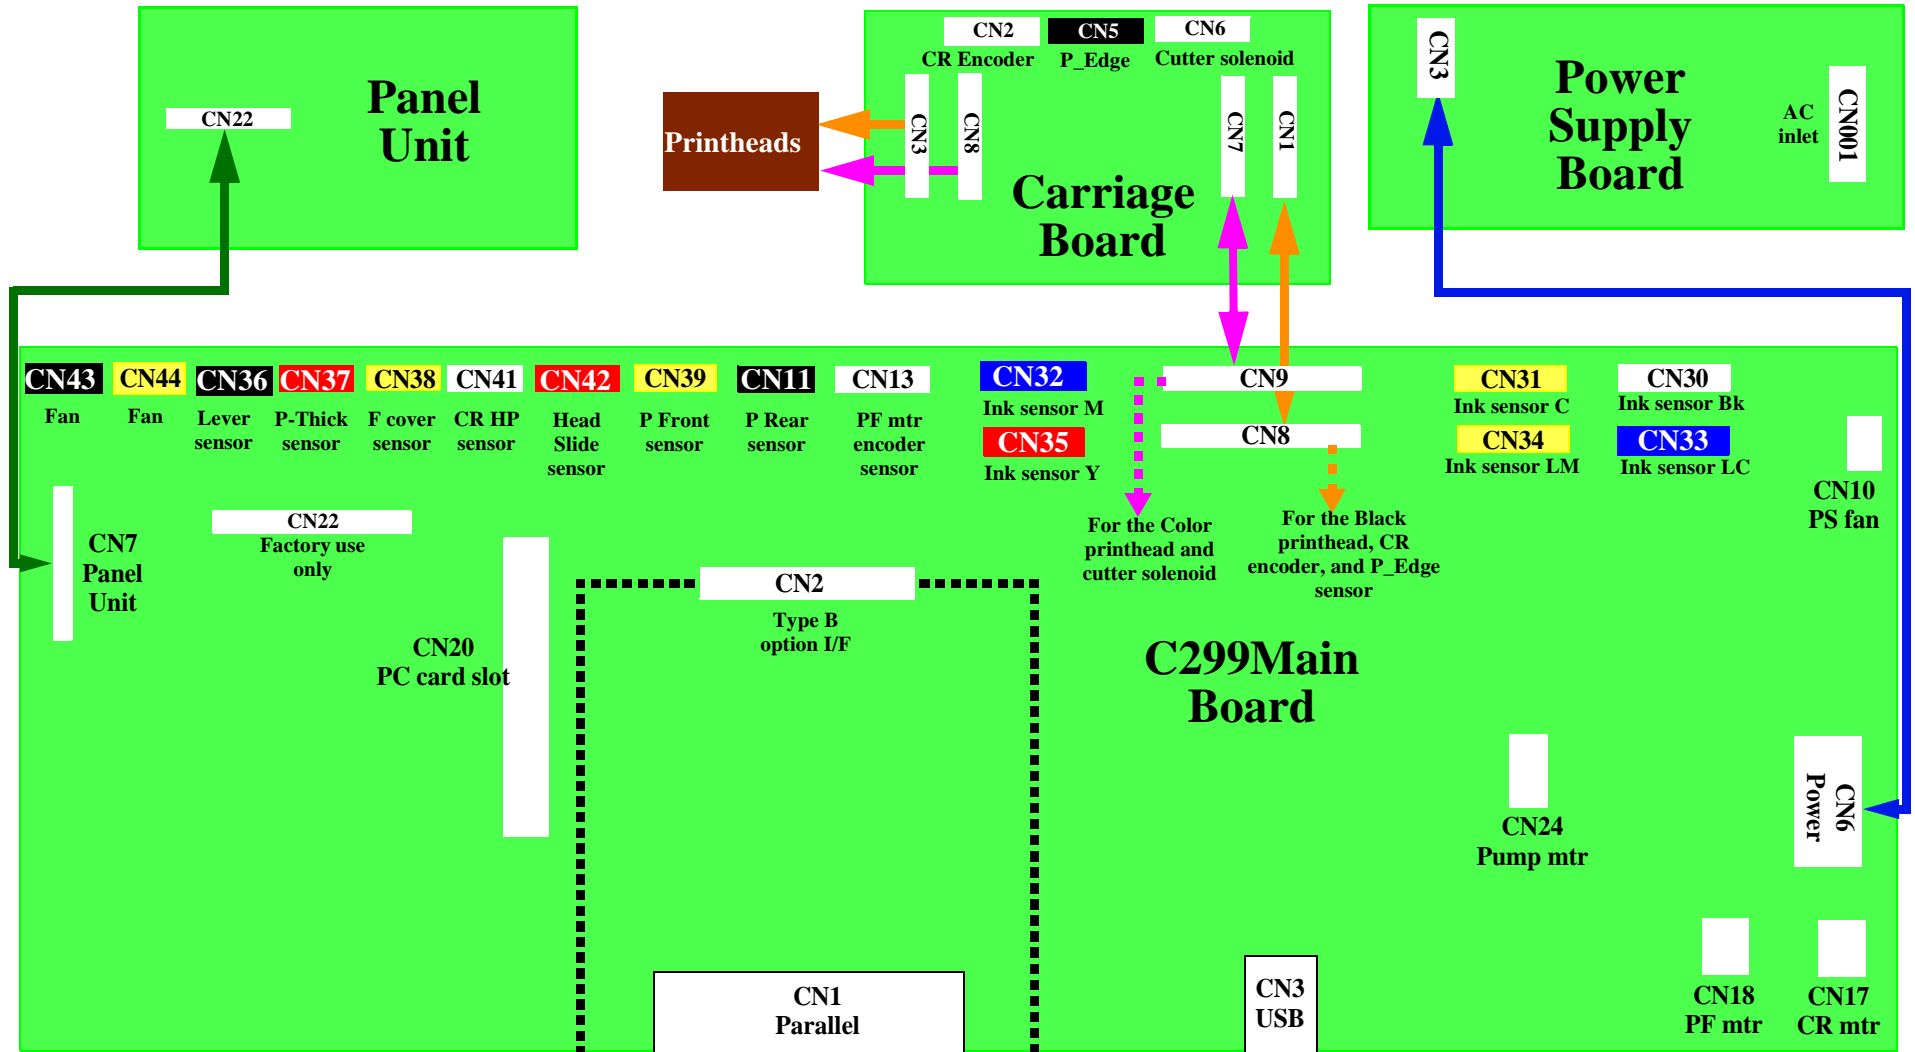 CN22
Panel
Unit
Printheads
CN2
CN5
CN6
CR Encoder
P_Edge
Cutter solenoid
CN3
CN8
CN7
CN1
Carriage
Board
CN3
Power
Supply
Board
AC
inlet
CN001
CN43
Fan
CN44
Fan
CN36
Lever
sensor
CN37
P-Thick
sensor
CN38
F cover
sensor
CN41
CR HP
sensor
CN42
Head
Slide
sensor
CN39
P Front
sensor
CN11
P Rear
sensor
CN13
PF mtr
encoder
sensor
CN32
Ink sensor M
CN35
Ink sensor Y
CN9
CN8
CN31
Ink sensor C
CN34
Ink sensor LM
CN30
Ink sensor Bk
CN33
Ink sensor LC
CN10
PS fan
CN7
Panel
Unit
CN22
Factory use
only
CN20
PC card slot
CN2
Type B
option I/F
For the Color
printhead and
cutter solenoid
For the Black
printhead, CR
encoder, and P_Edge
sensor
C299Main
Board
CN24
Pump mtr
CN6
Power
CN1
Parallel
CN3
USB
CN18
PF mtr
CN17
CR mtr